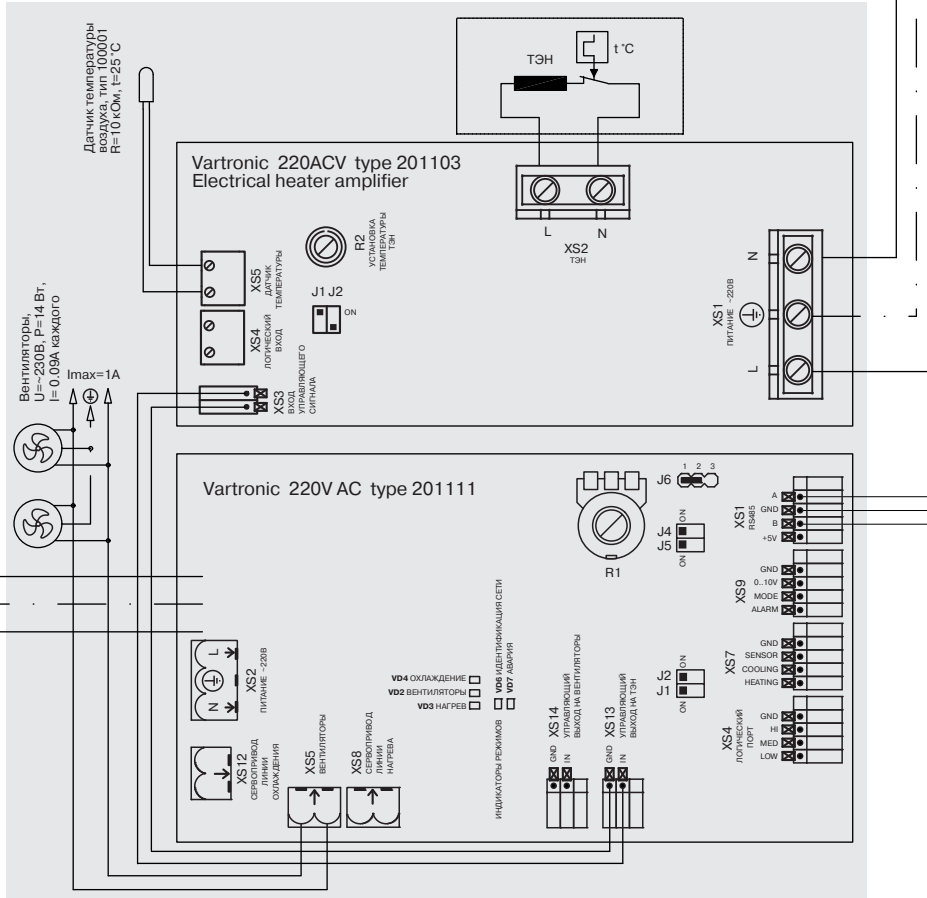 Датчик температуры
воздуха, тип 100001
R=10 кОм, t=25˚C
ТЭН
t˚C
Vartronic 220ACV type 201103
Electrical heater amplifier
L
N
XS2
ТЭН
R2
УСТАНОВКА
ТЕМПЕРАТУРЫ
ТЭН
XS5
ДАТЧИК
ТЕМПЕРАТУРЫ
J1 J2
ON
XS4
ЛОГИЧЕСКИЙ
ВХОД
XS3
ВХОД
УПРАВЛЯЮЩЕГО
СИГНАЛА
N
XS1
ПИТАНИЕ ~220В
L
Вентиляторы,
U=~230В, P=14 Вт,
I= 0.09А каждого
Imax=1A
Vartronic 220V AC type 201111
R1
J6
1 2 3
J4
J5
ON
ON
A
GND
B
+5V
XS1
RS485
GND
0..10V
MODE
ALARM
XS9
GND
SENSOR
COOLING
HEATING
XS7
GND
HI
MED
LOW
XS4
ЛОГИЧЕСКИЙ
ПОРТ
J2
J1
ON
ON
L
N
XS2
ПИТАНИЕ ~220В
XS12
СЕРВОПРИВОД
ЛИНИИ
ОХЛАЖДЕНИЯ
XS5
ВЕНТИЛЯТОРЫ
XS8
СЕРВОПРИВОД
ЛИНИИ
НАГРЕВА
VD4 ОХЛАЖДЕНИЕ
VD2 ВЕНТИЛЯТОРЫ
VD3 НАГРЕВ
VD6 ИДЕНТИФИКАЦИЯ СЕТИ
VD7 АВАРИЯ
ИНДИКАТОРЫ РЕЖИМОВ
XS14
УПРАВЛЯЮЩИЙ
ВЫХОД НА ВЕНТИЛЯТОРЫ
GND
IN
XS13
УПРАВЛЯЮЩИЙ
ВЫХОД НА ТЭН
GND
IN